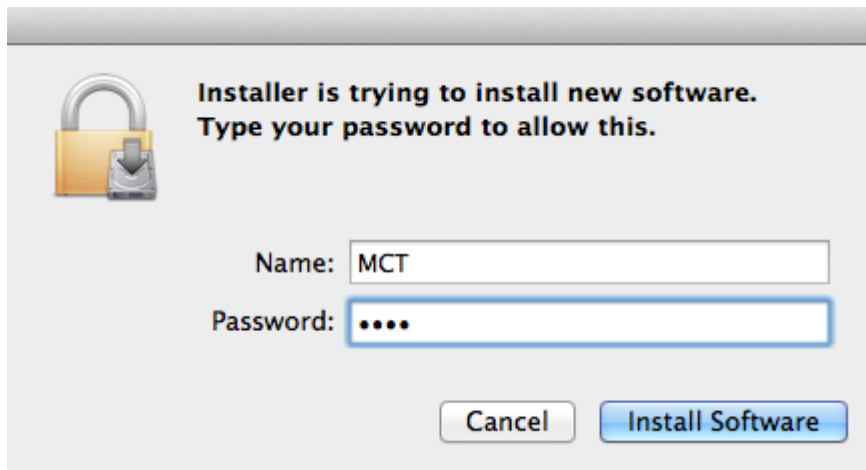 Installer is trying to install new software.
Type your password to allow this.
Name: MCT
Password: ••••
Cancel Install Software